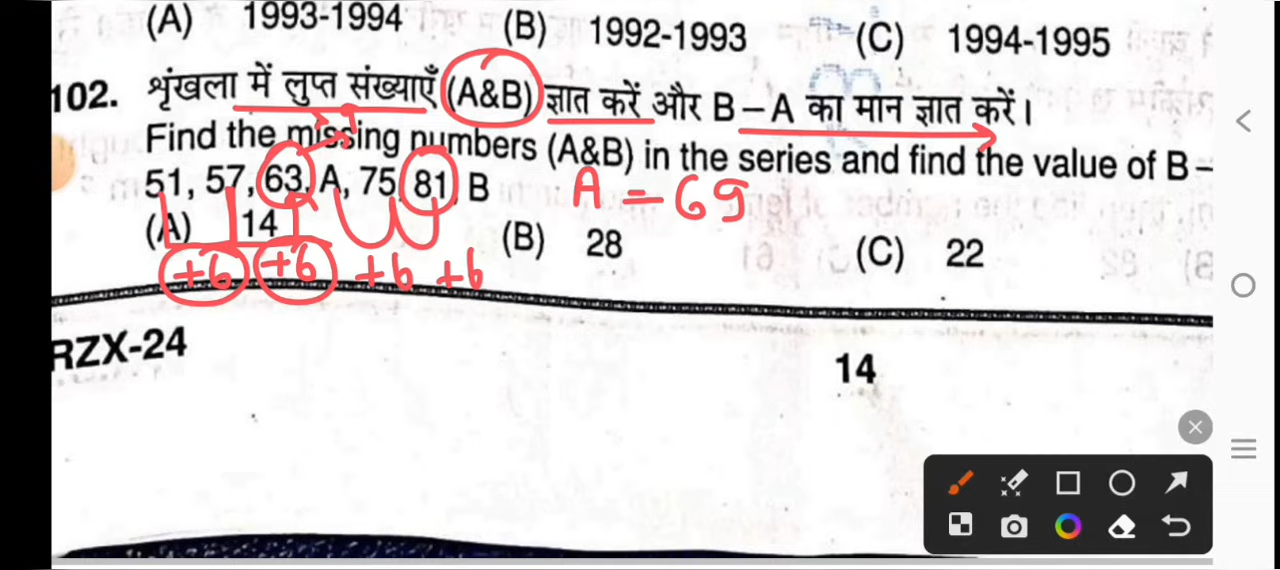 (A) 1993-1994 (B) 1992-1993 (C) 1994-1995
102. शृंखला में लुप्त संख्याएँ (A&B) ज्ञात करें और B – A का मान ज्ञात करें।
Find the missing numbers (A&B) in the series and find the value of B –
51, 57, 63, A, 75, 81, B A = 69
(A) 14 (B) 28 (C) 22
+6 +6 +6 +6
RZX-24 14